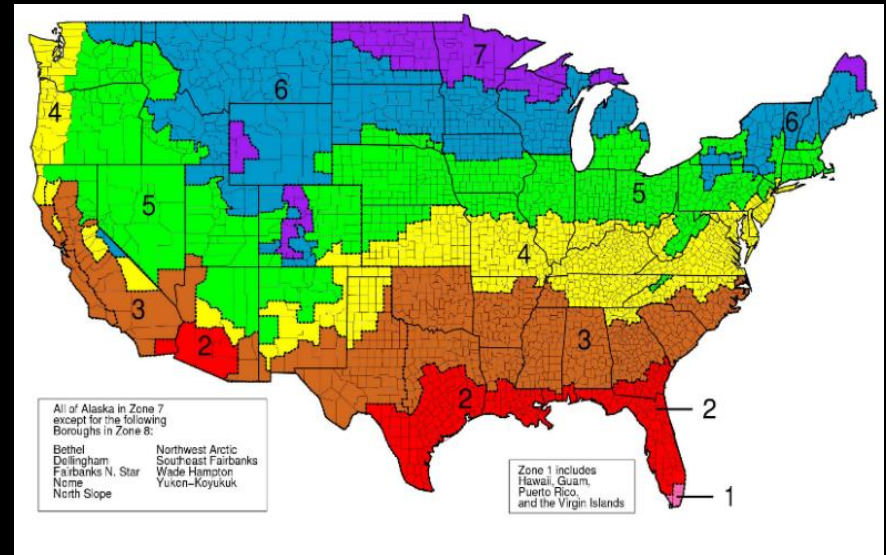 7
6
4
6
5
5
4
3
3
2
2
2
1
All of Alaska in Zone 7
except for the following
Boroughs in Zone 8:
Bethel Northwest Arctic
Dellingham Southeast Fairbanks
Fairbanks N. Star Wade Hampton
Nome Yukon-Koyukuk
North Slope
Zone 1 includes
Hawaii, Guam,
Puerto Rico,
and the Virgin Islands